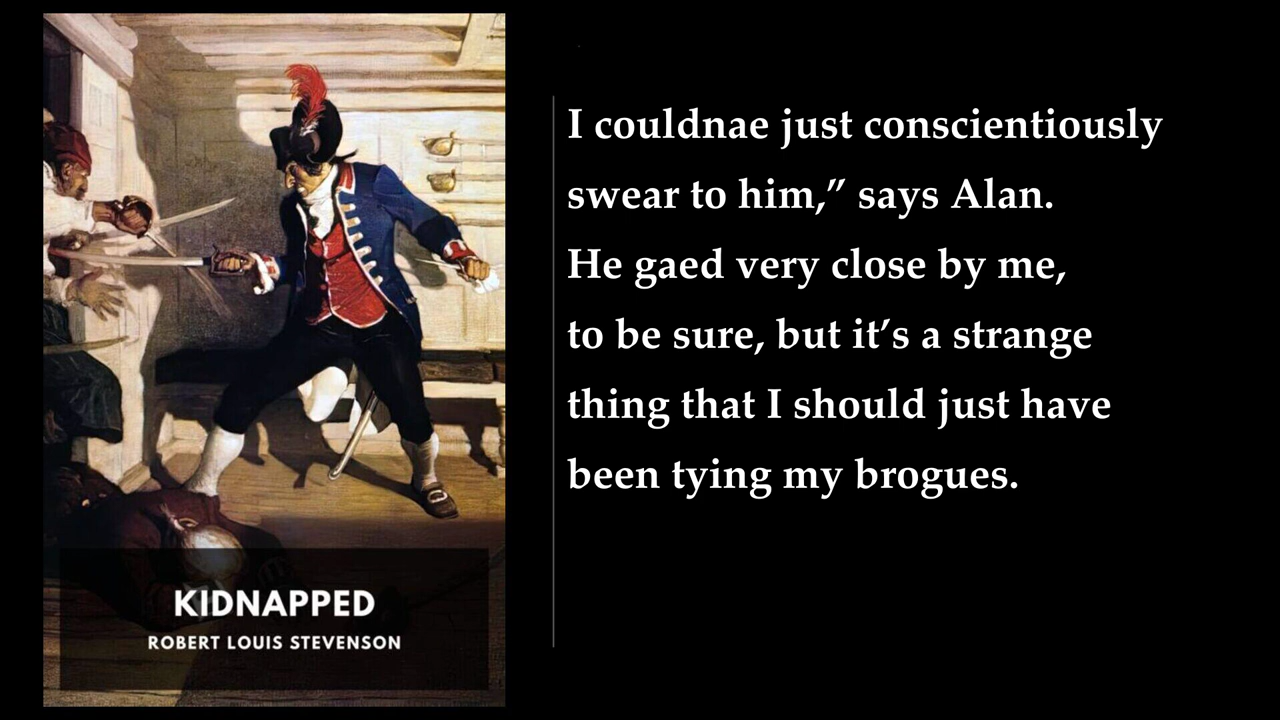 KIDNAPPED
ROBERT LOUIS STEVENSON
I couldnae just conscientiously
swear to him,” says Alan.
He gaed very close by me,
to be sure, but it’s a strange
thing that I should just have
been tying my brogues.